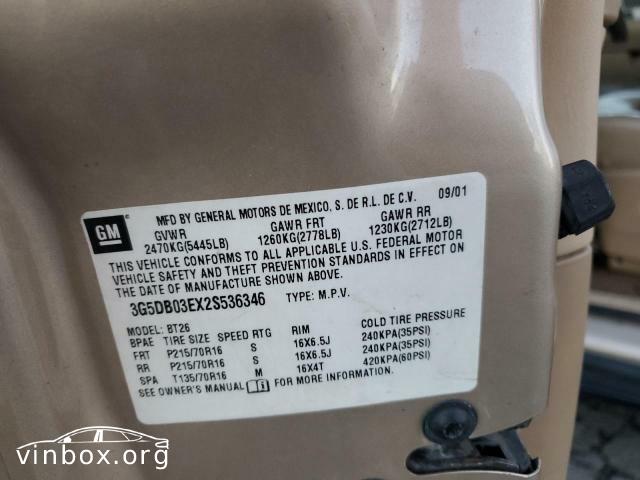 GM
MFD BY GENERAL MOTORS DE MEXICO, S. DE R.L. DE C.V. 09/01
GVWR GAWR FRT GAWR RR
2470KG(5445LB) 1260KG(2778LB) 1230KG(2712LB)
THIS VEHICLE CONFORMS TO ALL APPLICABLE U.S. FEDERAL MOTOR
VEHICLE SAFETY AND THEFT PREVENTION STANDARDS IN EFFECT ON
THE DATE OF MANUFACTURE SHOWN ABOVE.
3G5DB03EX2S536346 TYPE: M.P.V.
MODEL: BT26
BPAE TIRE SIZE SPEED RTG RIM COLD TIRE PRESSURE
FRT P215/70R16 S 16X6.5J 240KPA(35PSI)
RR P215/70R16 S 16X6.5J 240KPA(35PSI)
SPA T135/70R16 M 16X4T 420KPA(60PSI)
SEE OWNER'S MANUAL FOR MORE INFORMATION.
vinbox.org